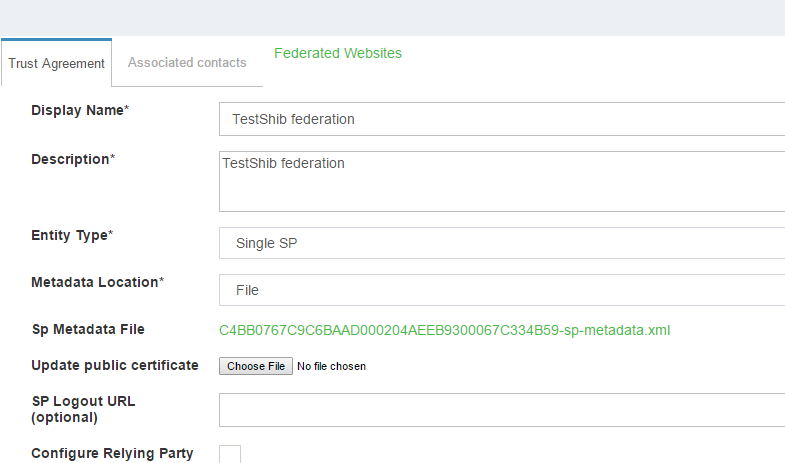 Trust Agreement
Associated contacts
Federated Websites
Display Name*
TestShib federation
Description*
TestShib federation
Entity Type*
Single SP
Metadata Location*
File
Sp Metadata File
C4BB0767C9C6BAAD000204AEEB9300067C334B59-sp-metadata.xml
Update public certificate
Choose File No file chosen
SP Logout URL
(optional)
Configure Relying Party